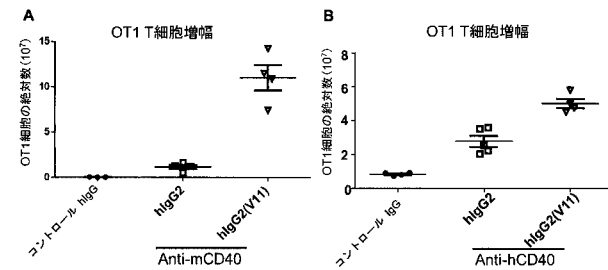 A
OT1 T細胞増幅
OT1細胞の絶対数(10⁷)
15
10
5
0
コントロール hIgG
hIgG2
hIgG2(V11)
Anti-mCD40
B
OT1 T細胞増幅
OT1細胞の絶対数(10⁷)
8
6
4
2
0
コントロール IgG
hIgG2
hIgG2(V11)
Anti-hCD40